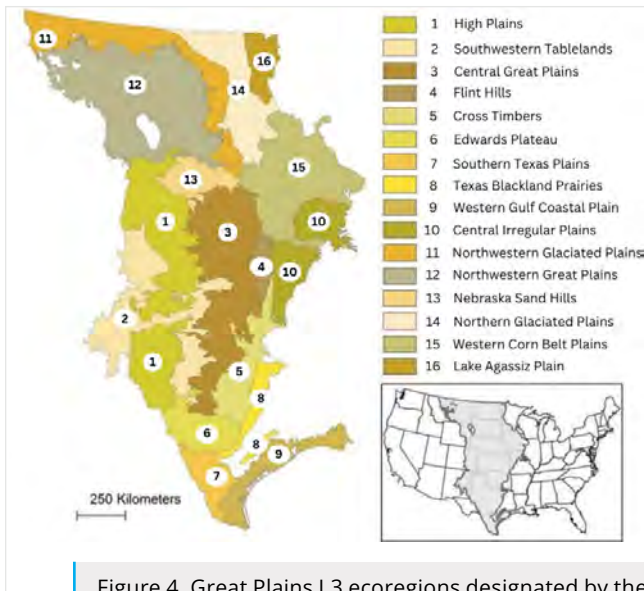 1 High Plains
2 Southwestern Tablelands
3 Central Great Plains
4 Flint Hills
5 Cross Timbers
6 Edwards Plateau
7 Southern Texas Plains
8 Texas Blackland Prairies
9 Western Gulf Coastal Plain
10 Central Irregular Plains
11 Northwestern Glaciated Plains
12 Northwestern Great Plains
13 Nebraska Sand Hills
14 Northern Glaciated Plains
15 Western Corn Belt Plains
16 Lake Agassiz Plain
11
16
12
14
15
13
1
10
3
4
10
2
1
5
8
6
8
9
7
250 Kilometers
Figure 4. Great Plains L3 ecoregions designated by the